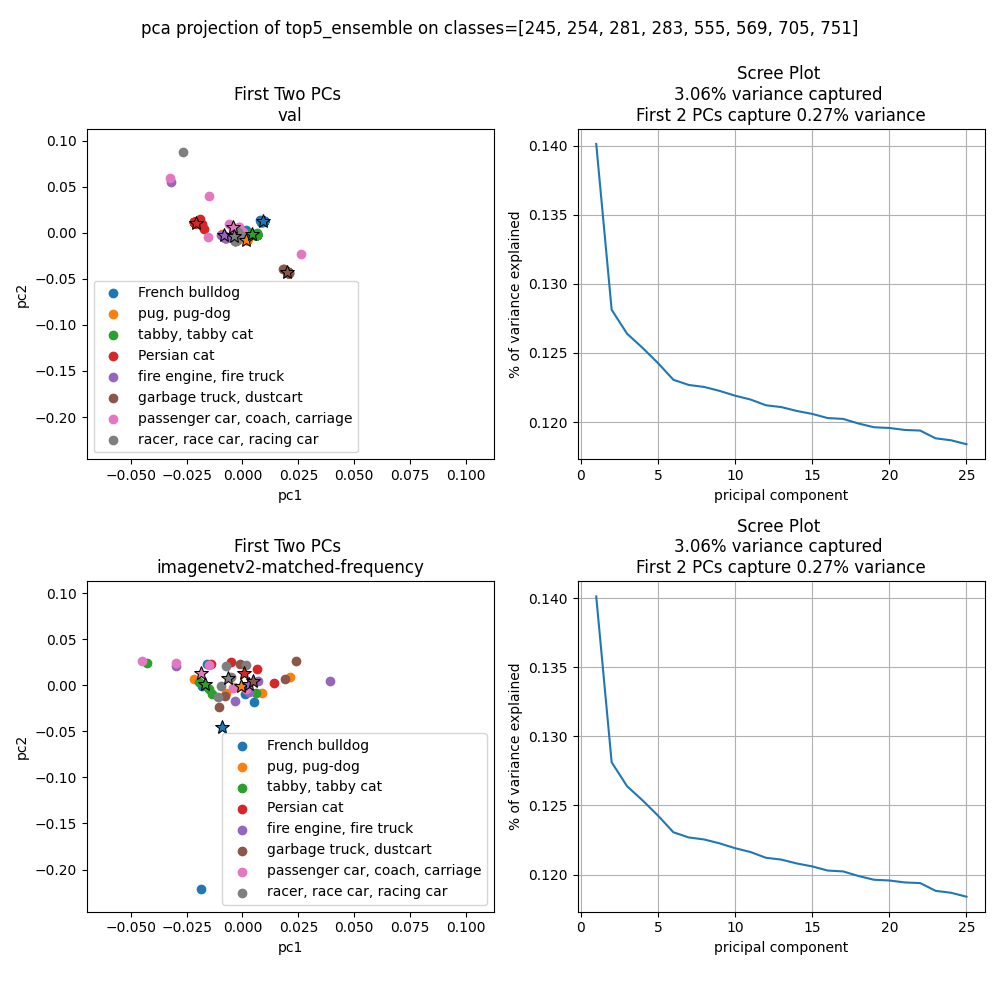 pca projection of top5_ensemble on classes=[245, 254, 281, 283, 555, 569, 705, 751]
First Two PCs
val
0.10
0.05
0.00
−0.05
−0.10
−0.15
−0.20
pc2
French bulldog
pug, pug-dog
tabby, tabby cat
Persian cat
fire engine, fire truck
garbage truck, dustcart
passenger car, coach, carriage
racer, race car, racing car
−0.050 −0.025 0.000 0.025 0.050 0.075 0.100
pc1
Scree Plot
3.06% variance captured
First 2 PCs capture 0.27% variance
0.140
0.135
0.130
0.125
0.120
% of variance explained
0 5 10 15 20 25
pricipal component
First Two PCs
imagenetv2-matched-frequency
0.10
0.05
0.00
−0.05
−0.10
−0.15
−0.20
pc2
French bulldog
pug, pug-dog
tabby, tabby cat
Persian cat
fire engine, fire truck
garbage truck, dustcart
passenger car, coach, carriage
racer, race car, racing car
−0.050 −0.025 0.000 0.025 0.050 0.075 0.100
pc1
Scree Plot
3.06% variance captured
First 2 PCs capture 0.27% variance
0.140
0.135
0.130
0.125
0.120
% of variance explained
0 5 10 15 20 25
pricipal component